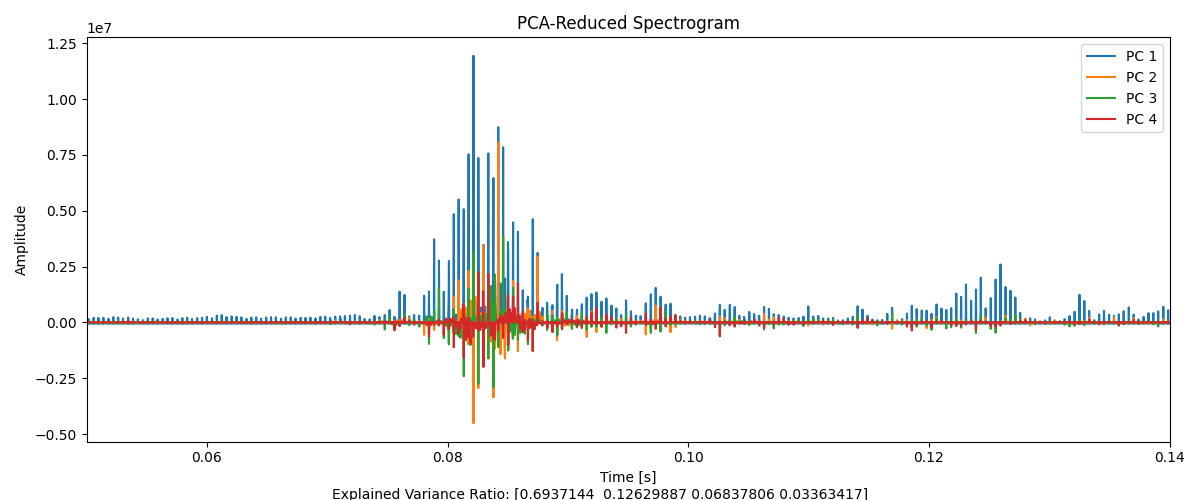 PCA-Reduced Spectrogram
1e7
1.25
1.00
0.75
0.50
0.25
0.00
−0.25
−0.50
Amplitude
PC 1
PC 2
PC 3
PC 4
0.06 0.08 0.10 0.12 0.14
Time [s]
Explained Variance Ratio: [0.6937144  0.12629887 0.06837806 0.03363417]